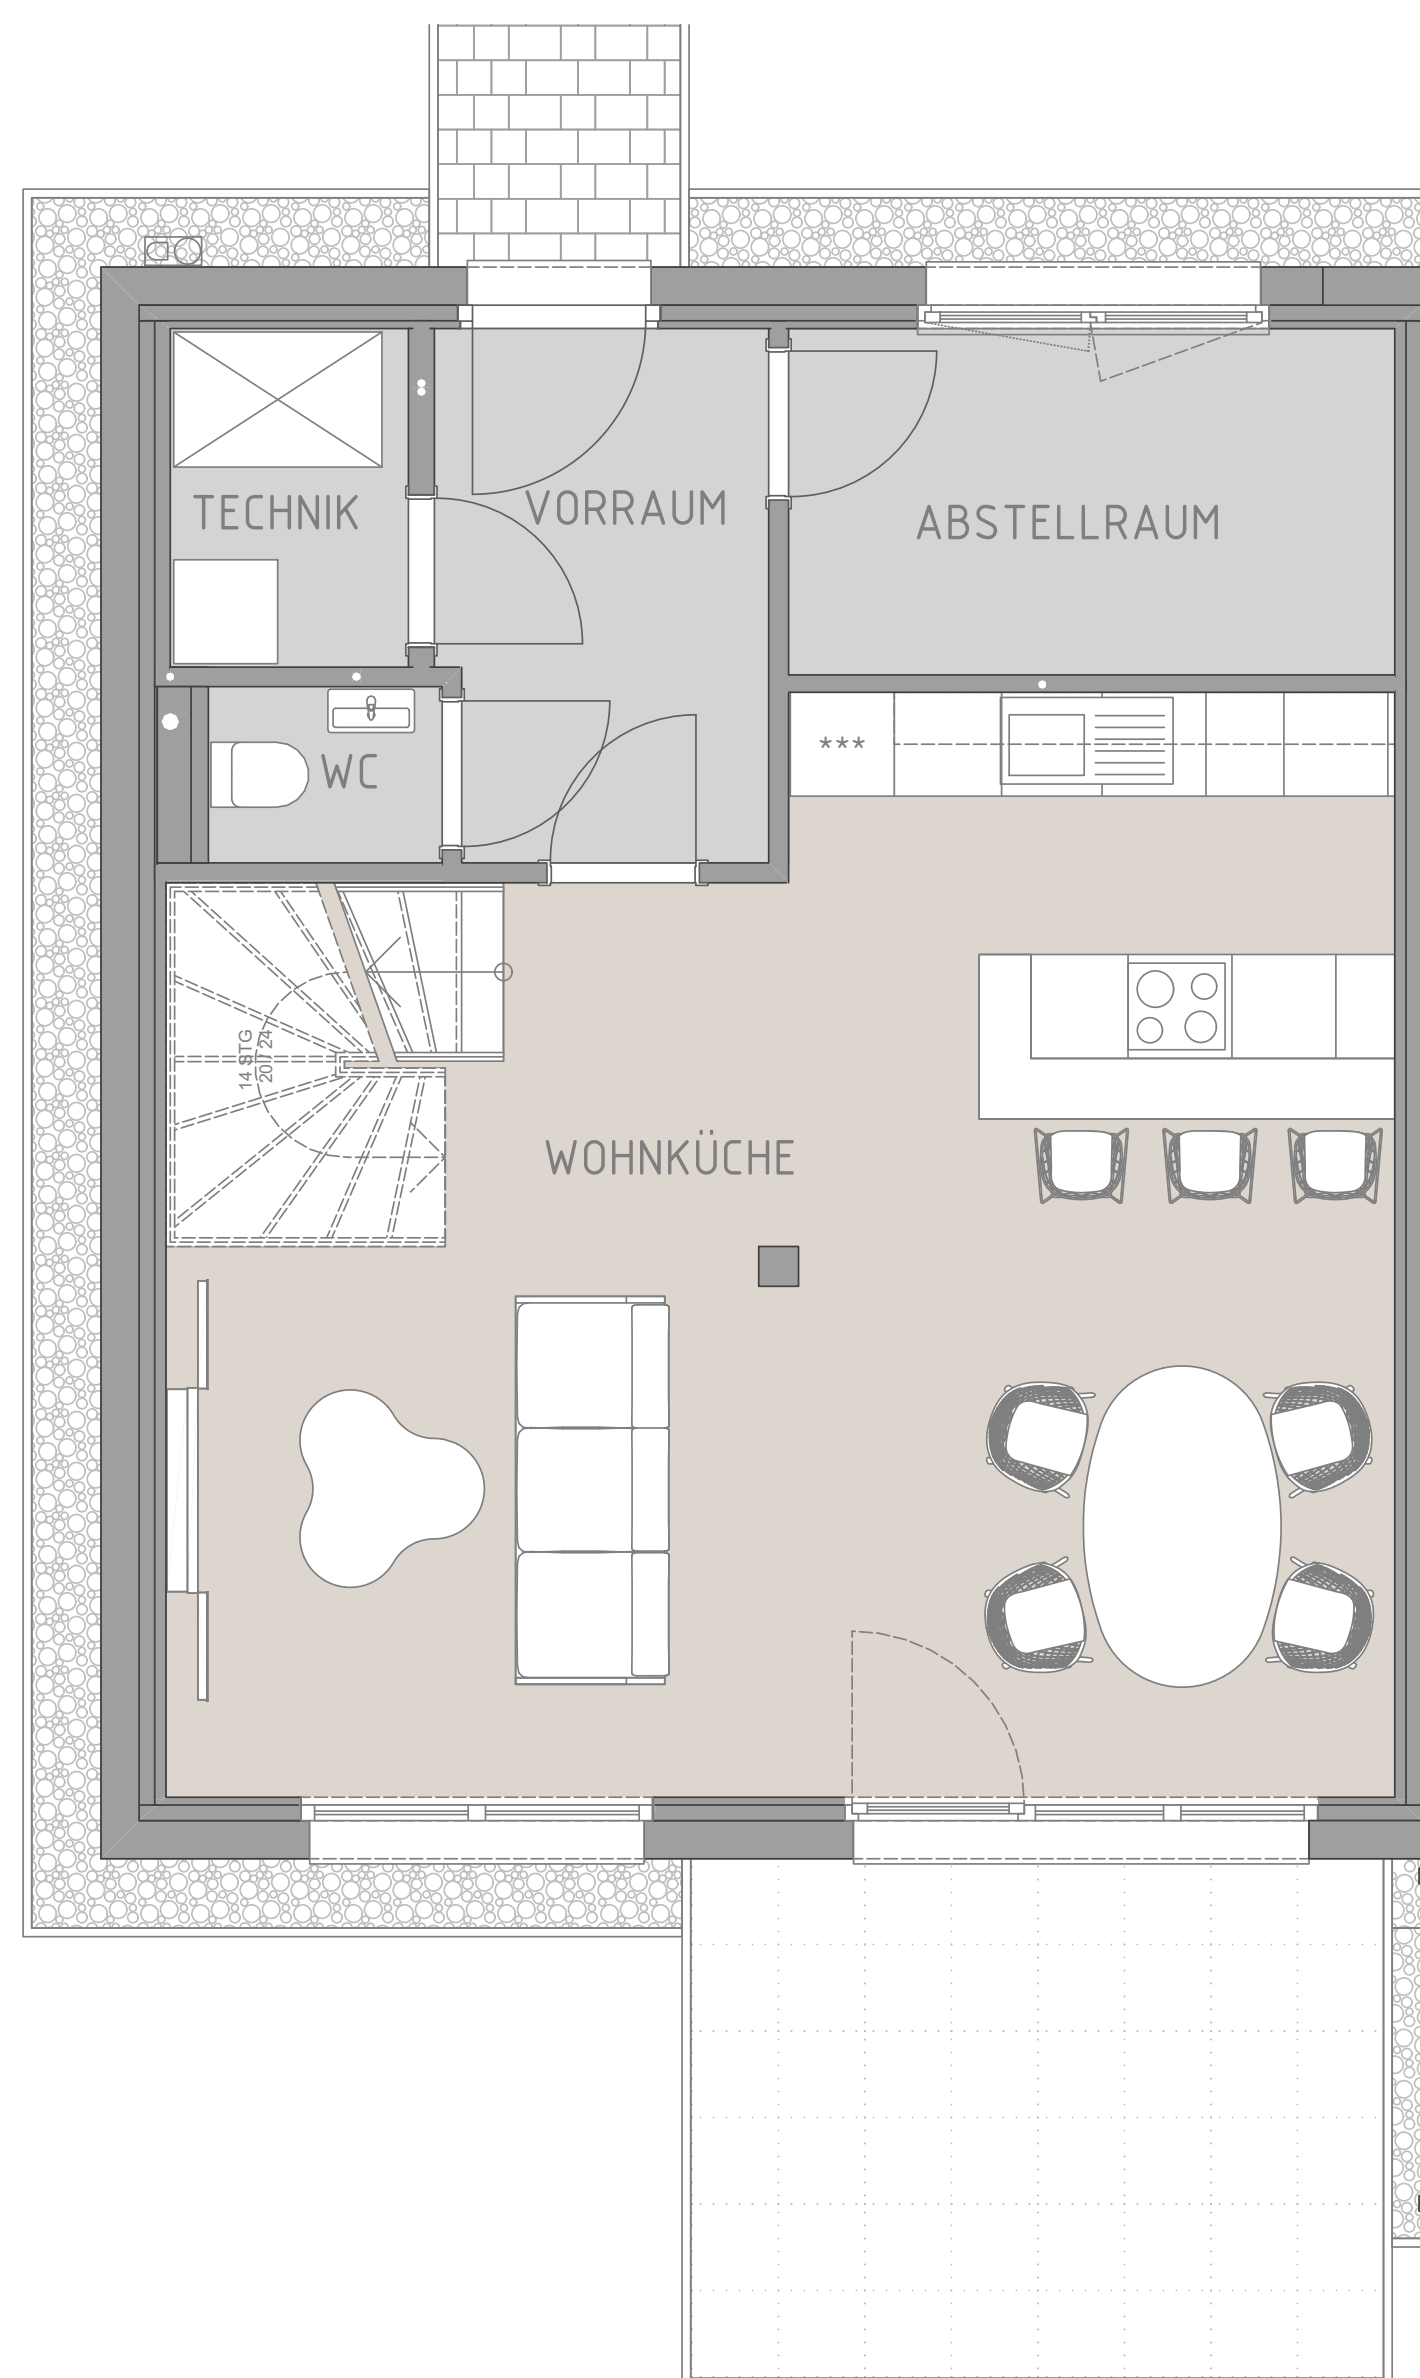 TECHNIK
VORRAUM
ABSTELLRAUM
WC
***
14 STG
20 / 24
WOHNKÜCHE